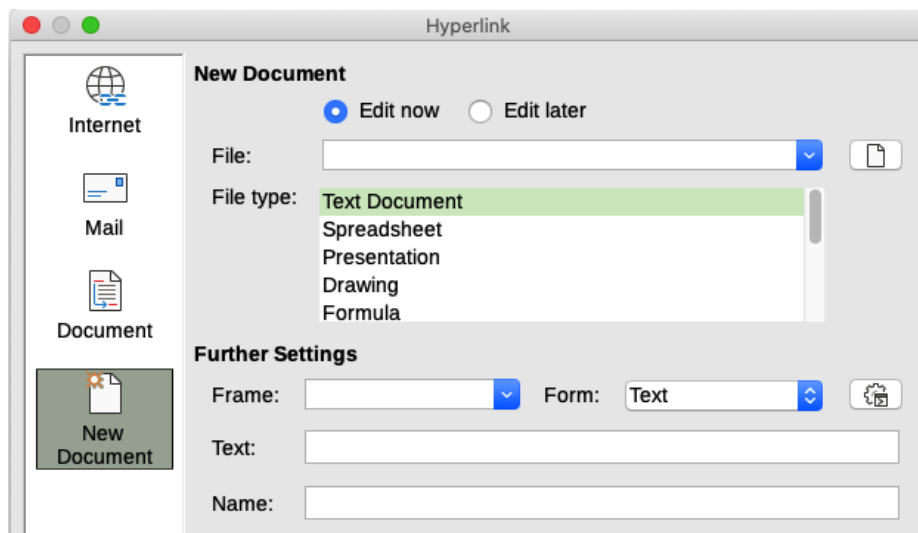 Hyperlink
Internet
Mail
Document
New
Document
New Document
Edit now Edit later
File:
File type:
Text Document
Spreadsheet
Presentation
Drawing
Formula
Further Settings
Frame: Form: Text
Text:
Name: